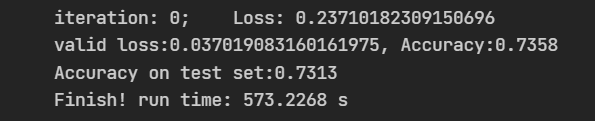 iteration: 0;    Loss: 0.23710182309150696
valid loss:0.037019083160161975, Accuracy:0.7358
Accuracy on test set:0.7313
Finish! run time: 573.2268 s